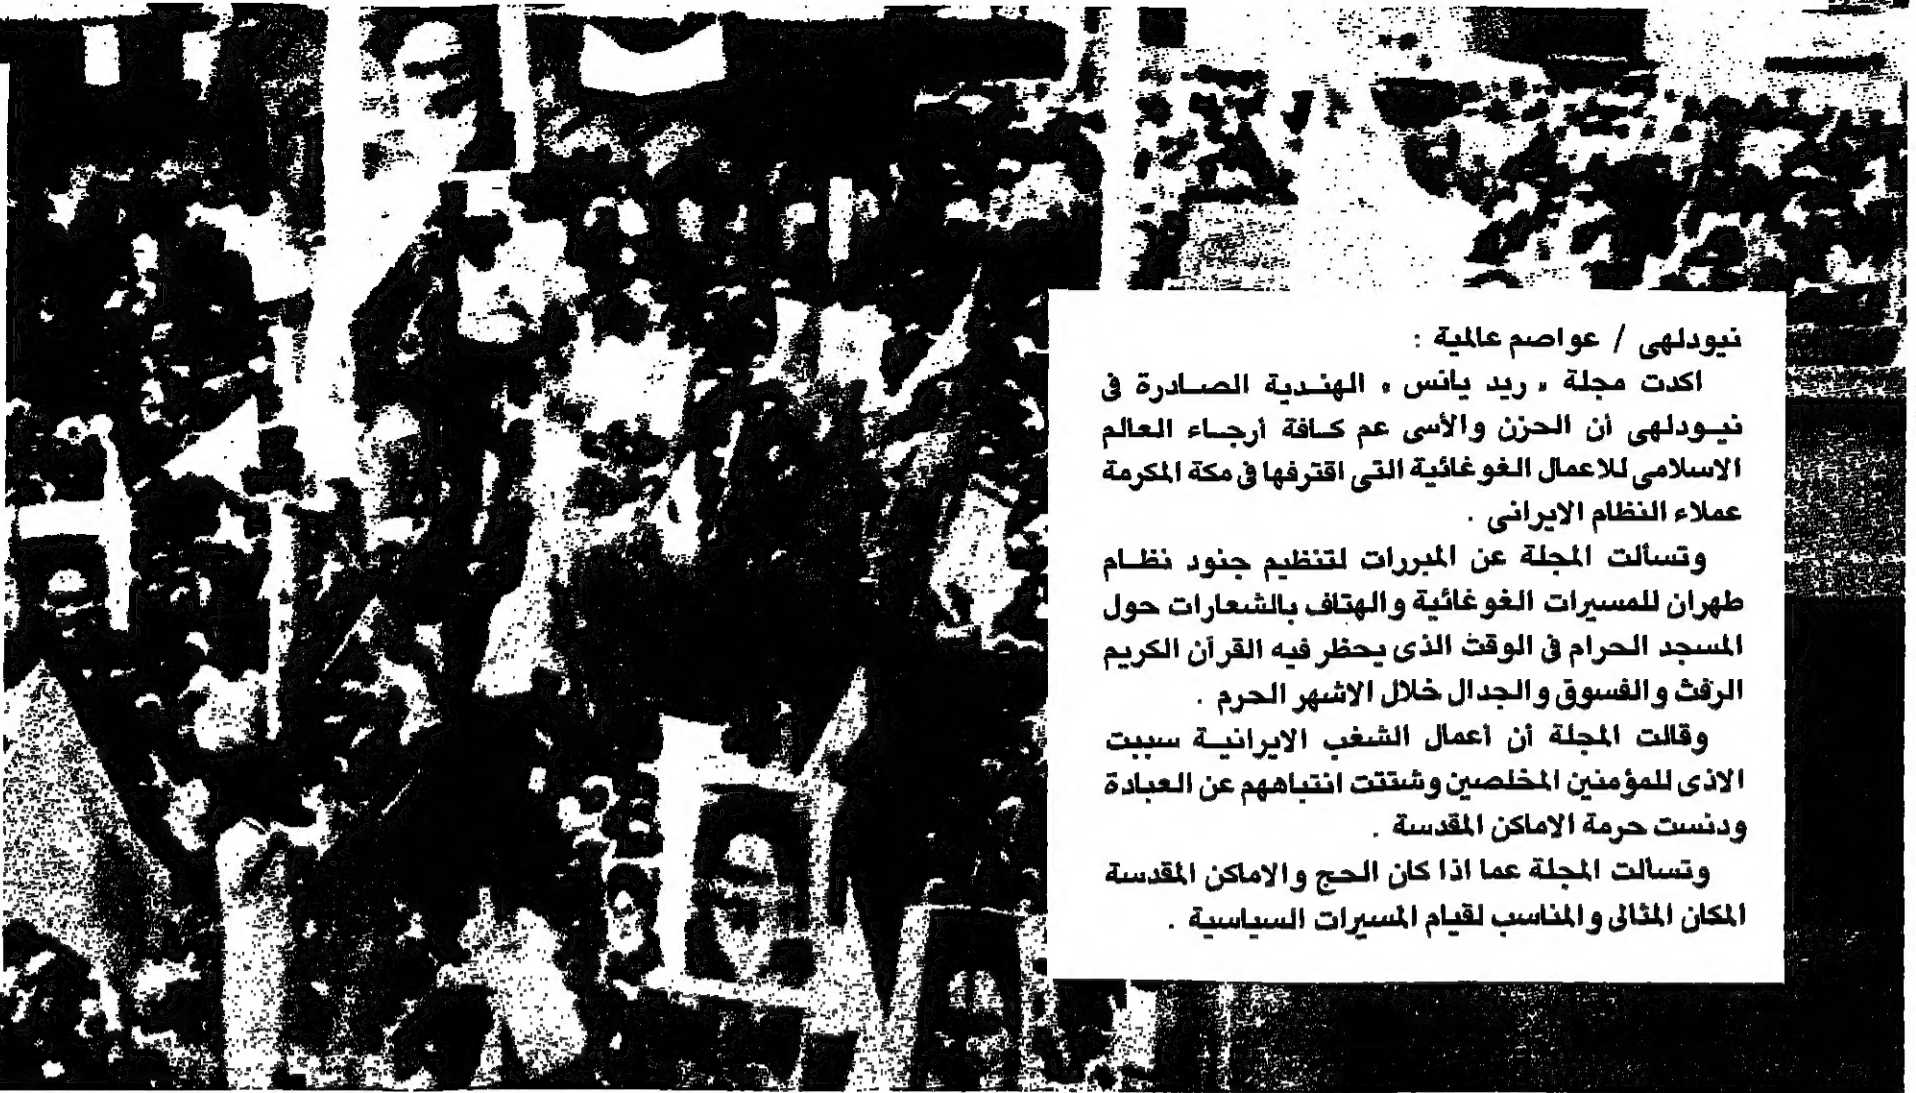 نيودلهى / عواصم عالمية :
اكدت مجلة « ريد يانس » الهندية الصادرة فى
نيودلهى أن الحزن والأسى عم كافة أرجاء العالم
الاسلامى للاعمال الغوغائية التى اقترفها فى مكة المكرمة
عملاء النظام الايرانى .
وتسألت المجلة عن المبررات لتنظيم جنود نظام
طهران للمسيرات الغوغائية والهتاف بالشعارات حول
المسجد الحرام فى الوقت الذى يحظر فيه القرآن الكريم
الرفث والفسوق والجدال خلال الاشهر الحرم .
وقالت المجلة أن أعمال الشغب الايرانية سببت
الاذى للمؤمنين المخلصين وشتتت انتباههم عن العبادة
ودنست حرمة الاماكن المقدسة .
وتسألت المجلة عما اذا كان الحج والاماكن المقدسة
المكان المثالى والمناسب لقيام المسيرات السياسية .